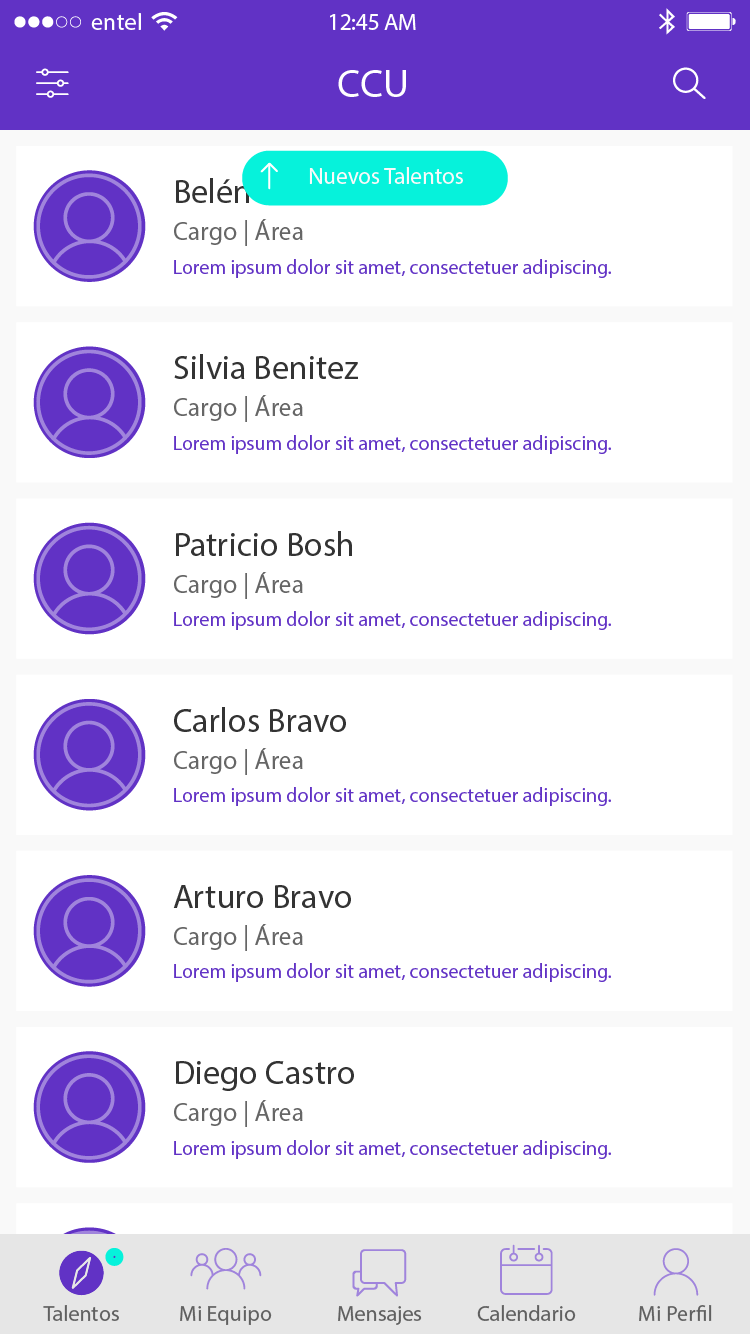 entel 12:45 AM
CCU
Nuevos Talentos
Belén
Cargo | Área
Lorem ipsum dolor sit amet, consectetuer adipiscing.
Silvia Benitez
Cargo | Área
Lorem ipsum dolor sit amet, consectetuer adipiscing.
Patricio Bosh
Cargo | Área
Lorem ipsum dolor sit amet, consectetuer adipiscing.
Carlos Bravo
Cargo | Área
Lorem ipsum dolor sit amet, consectetuer adipiscing.
Arturo Bravo
Cargo | Área
Lorem ipsum dolor sit amet, consectetuer adipiscing.
Diego Castro
Cargo | Área
Lorem ipsum dolor sit amet, consectetuer adipiscing.
Talentos Mi Equipo Mensajes Calendario Mi Perfil